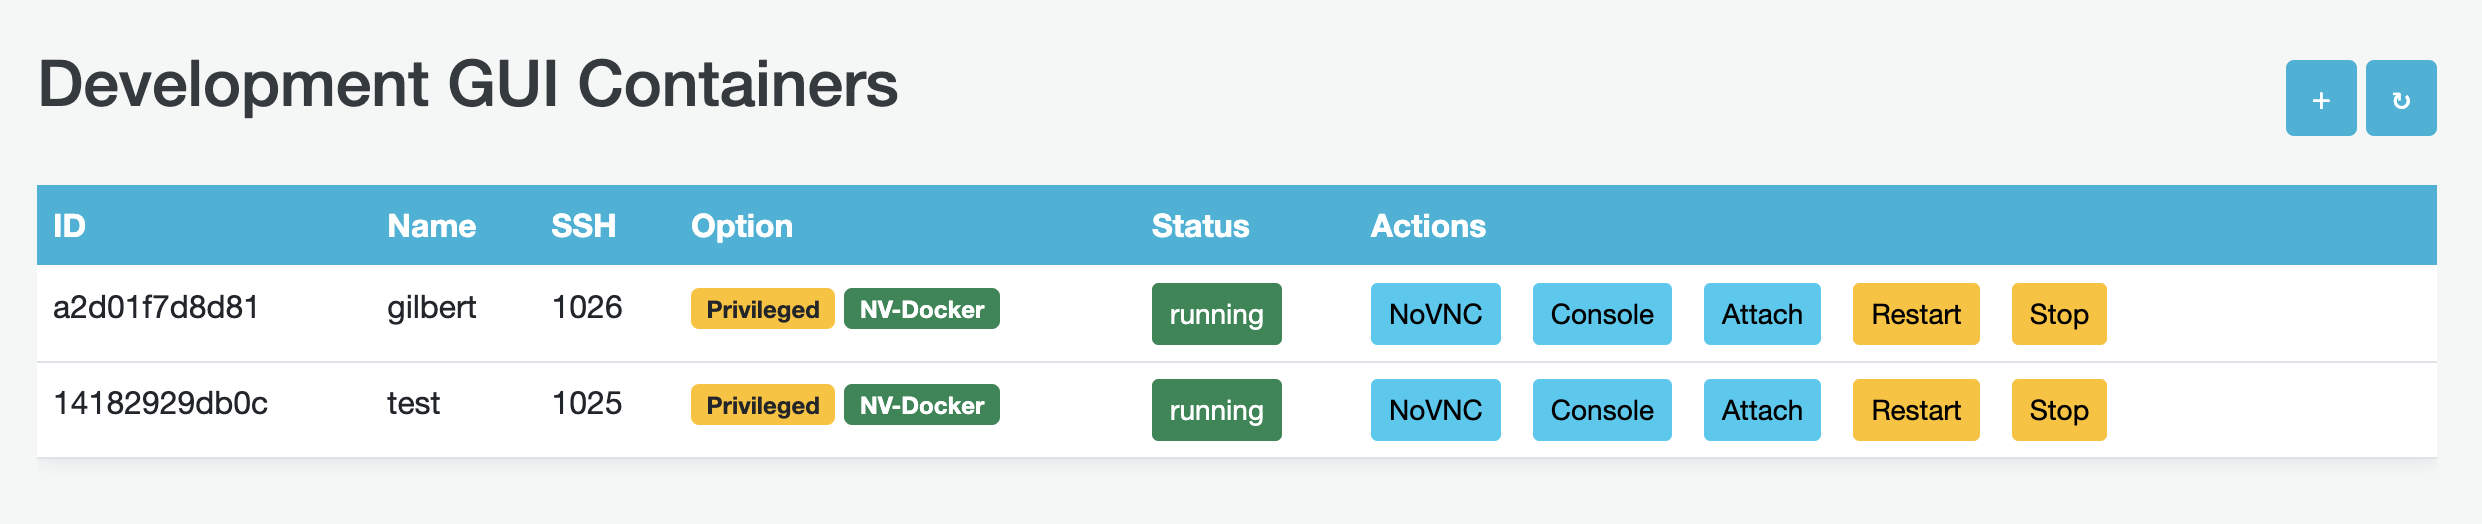 Development GUI Containers
+ ↻
ID Name SSH Option Status Actions
a2d01f7d8d81 gilbert 1026 Privileged NV-Docker running NoVNC Console Attach Restart Stop
14182929db0c test 1025 Privileged NV-Docker running NoVNC Console Attach Restart Stop